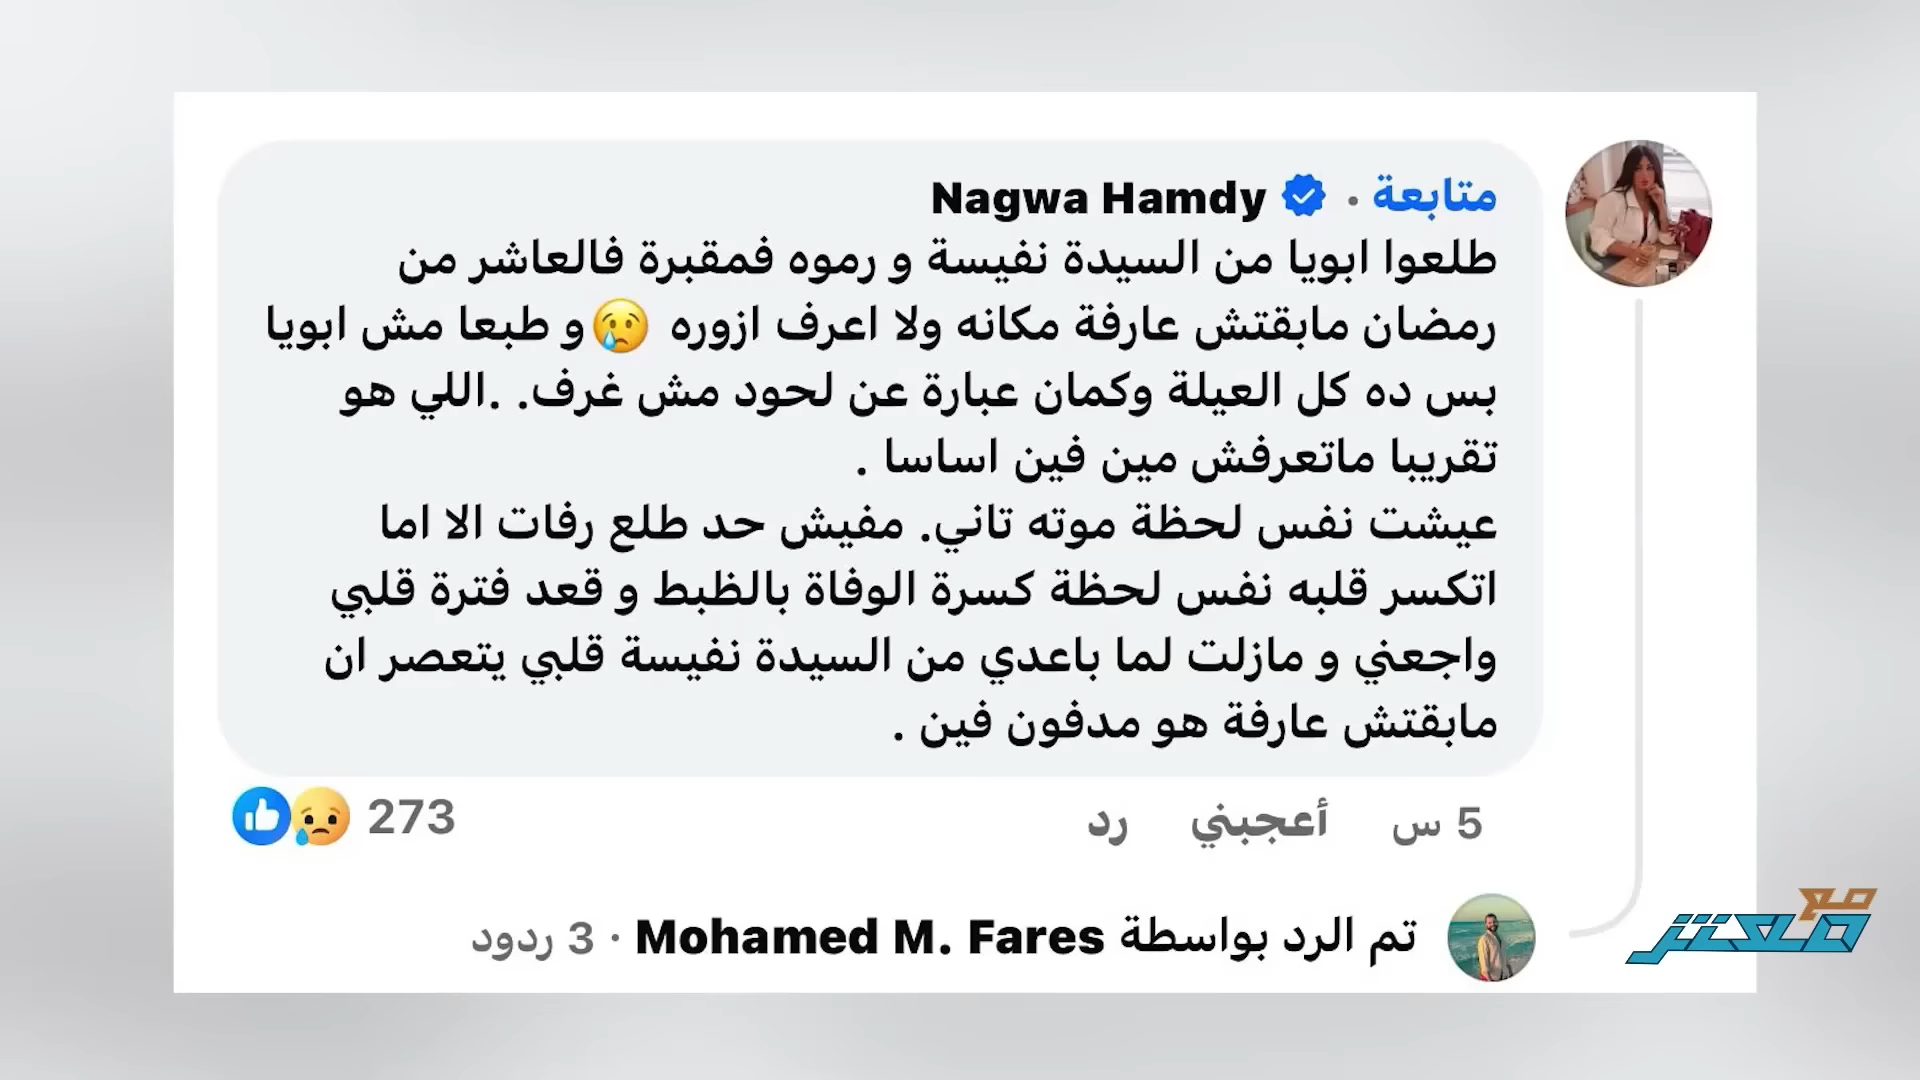 Nagwa Hamdy · متابعة
طلعوا ابويا من السيدة نفيسة و رموه فمقبرة فالعاشر من
رمضان مابقتش عارفة مكانه ولا اعرف ازوره 😢و طبعا مش ابويا
بس ده كل العيلة وكمان عبارة عن لحود مش غرف. .اللي هو
تقريبا ماتعرفش مين فين اساسا .
عيشت نفس لحظة موته تاني. مفيش حد طلع رفات الا اما
اتكسر قلبه نفس لحظة كسرة الوفاة بالظبط و قعد فترة قلبي
واجعني و مازلت لما باعدي من السيدة نفيسة قلبي يتعصر ان
مابقتش عارفة هو مدفون فين .
5 س أعجبني رد 273
تم الرد بواسطة Mohamed M. Fares · 3 ردود
مع معتز